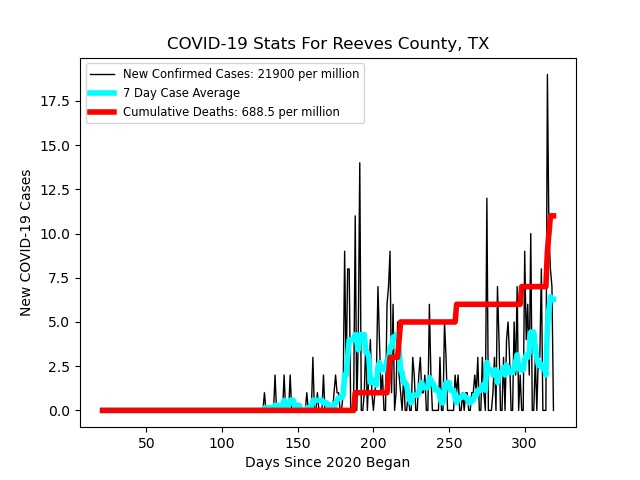 COVID-19 Stats For Reeves County, TX
New Confirmed Cases: 21900 per million
7 Day Case Average
Cumulative Deaths: 688.5 per million
New COVID-19 Cases
17.5
15.0
12.5
10.0
7.5
5.0
2.5
0.0
50 100 150 200 250 300
Days Since 2020 Began